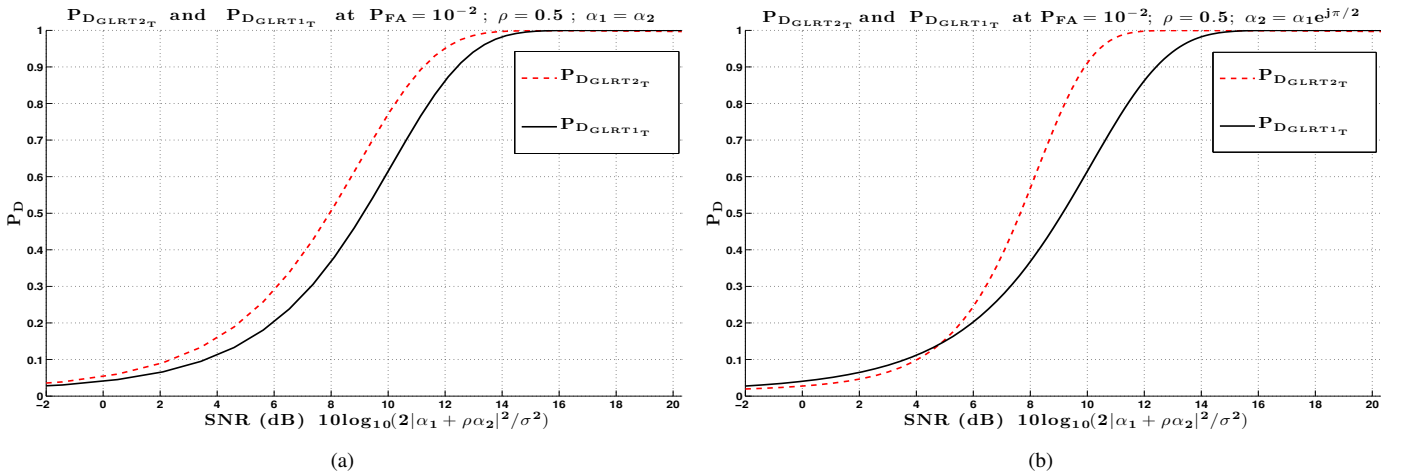 P_{D_{GLRT2_T}} and P_{D_{GLRT1_T}} at P_{FA} = 10^{-2} ; ρ = 0.5 ; α_1 = α_2
1
0.9
0.8
0.7
0.6
0.5
0.4
0.3
0.2
0.1
0
P_D
P_{D_{GLRT2_T}}
P_{D_{GLRT1_T}}
−2 0 2 4 6 8 10 12 14 16 18 20
SNR (dB) 10log_{10}(2|α_1 + ρα_2|^2/σ^2)
(a)
P_{D_{GLRT2_T}} and P_{D_{GLRT1_T}} at P_{FA} = 10^{-2}; ρ = 0.5; α_2 = α_1e^{jπ/2}
1
0.9
0.8
0.7
0.6
0.5
0.4
0.3
0.2
0.1
0
P_D
P_{D_{GLRT2_T}}
P_{D_{GLRT1_T}}
−2 0 2 4 6 8 10 12 14 16 18 20
SNR (dB) 10log_{10}(2|α_1 + ρα_2|^2/σ^2)
(b)